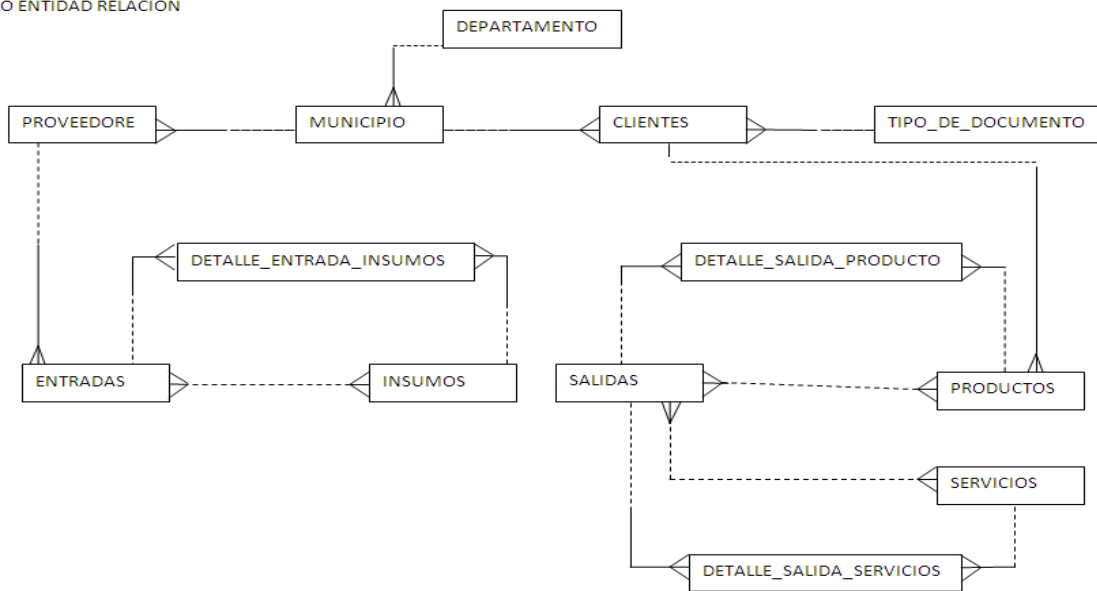 O ENTIDAD RELACION
DEPARTAMENTO
PROVEEDORE
MUNICIPIO
CLIENTES
TIPO_DE_DOCUMENTO
DETALLE_ENTRADA_INSUMOS
DETALLE_SALIDA_PRODUCTO
ENTRADAS
INSUMOS
SALIDAS
PRODUCTOS
SERVICIOS
DETALLE_SALIDA_SERVICIOS